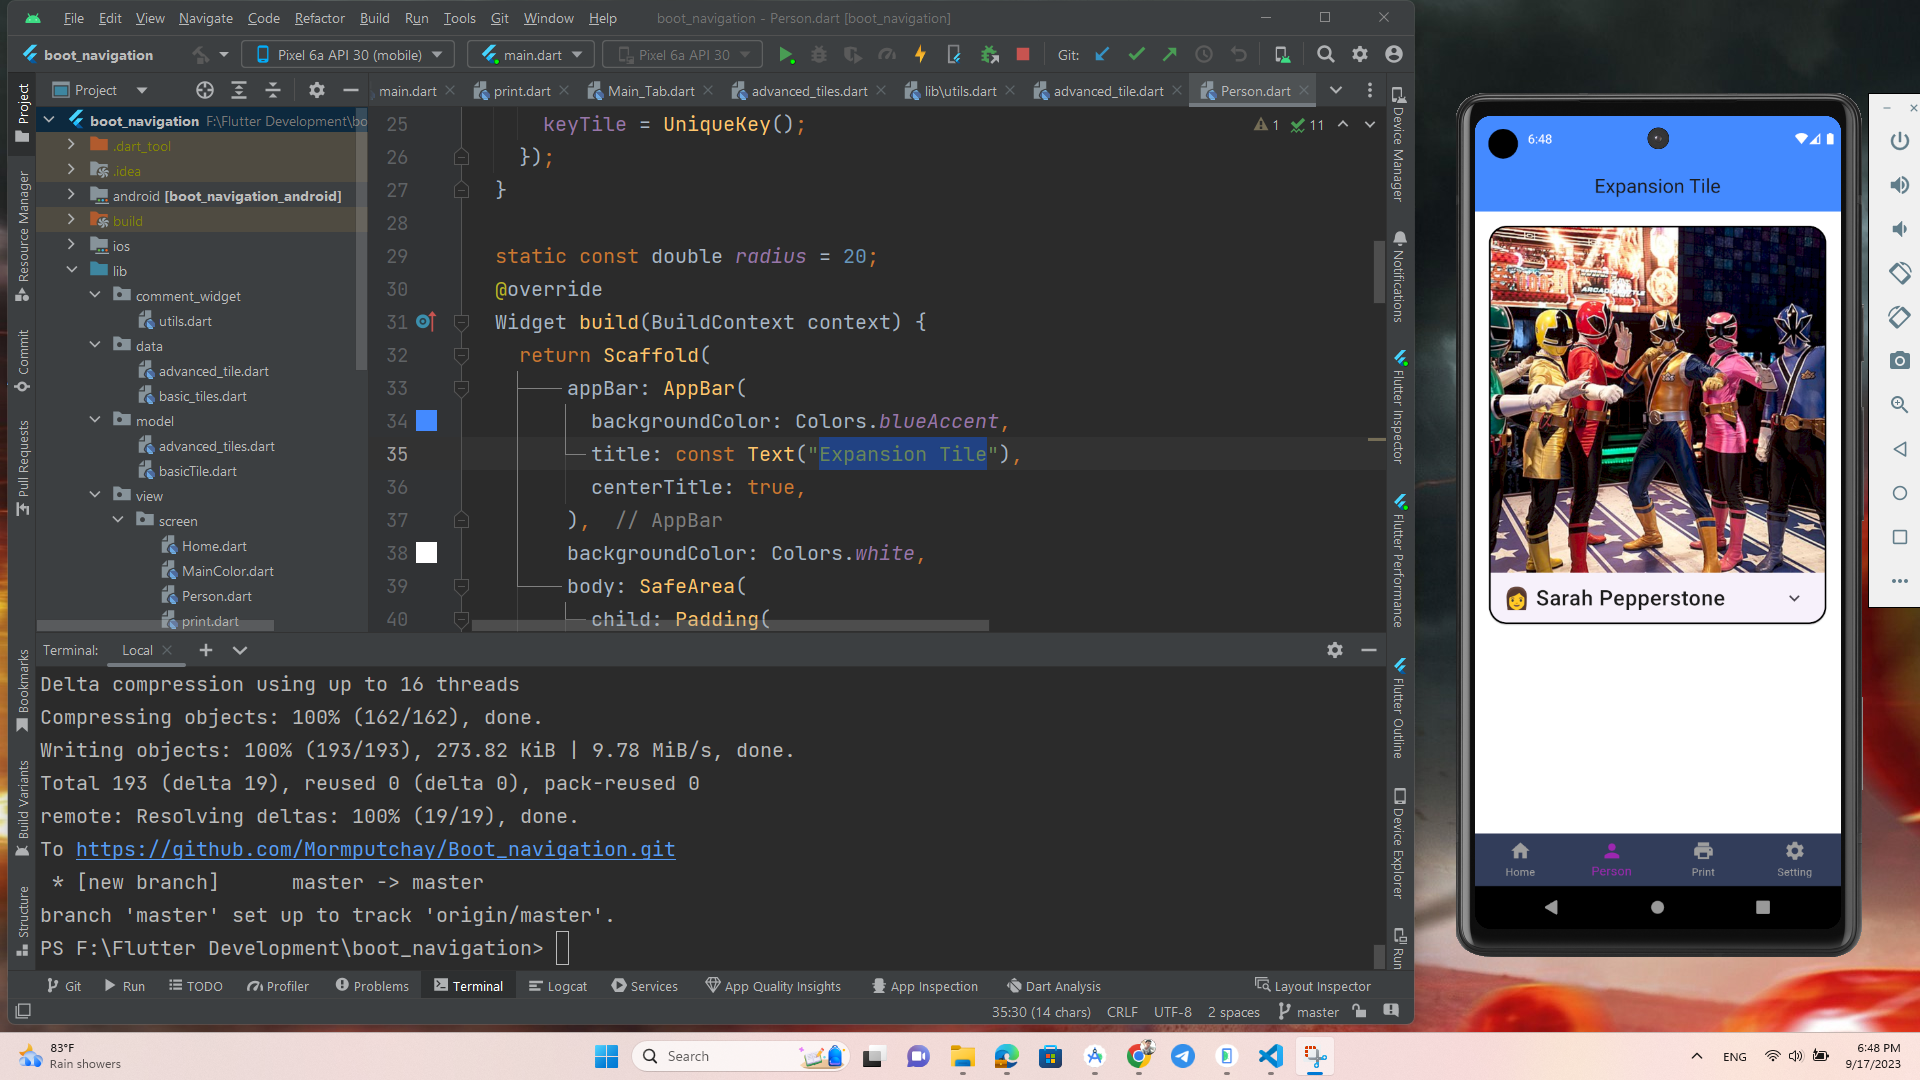 File Edit View Navigate Code Refactor Build Run Tools Git Window Help boot_navigation - Person.dart [boot_navigation]
boot_navigation Pixel 6a API 30 (mobile) main.dart Pixel 6a API 30 Git:
Project main.dart print.dart Main_Tab.dart advanced_tiles.dart lib\utils.dart advanced_tile.dart Person.dart
boot_navigation F:\Flutter Development\bo
.dart_tool
.idea
android [boot_navigation_android]
build
ios
lib
comment_widget
utils.dart
data
advanced_tile.dart
basic_tiles.dart
model
advanced_tiles.dart
basicTile.dart
view
screen
Home.dart
MainColor.dart
Person.dart
print.dart
Project
Resource Manager
Commit
Pull Requests
Bookmarks
Build Variants
Structure
25 keyTile = UniqueKey();
1 11
26 });
27 }
28
29 static const double radius = 20;
30 @override
31 Widget build(BuildContext context) {
32 return Scaffold(
33 appBar: AppBar(
34 backgroundColor: Colors.blueAccent,
35 title: const Text("Expansion Tile"),
36 centerTitle: true,
37 ), // AppBar
38 backgroundColor: Colors.white,
39 body: SafeArea(
40 child: Padding(
Device Manager
Notifications
Flutter Inspector
Flutter Performance
Flutter Outline
Device Explorer
Run
Terminal: Local
Delta compression using up to 16 threads
Compressing objects: 100% (162/162), done.
Writing objects: 100% (193/193), 273.82 KiB | 9.78 MiB/s, done.
Total 193 (delta 19), reused 0 (delta 0), pack-reused 0
remote: Resolving deltas: 100% (19/19), done.
To https://github.com/Mormputchay/Boot_navigation.git
* [new branch] master -> master
branch 'master' set up to track 'origin/master'.
PS F:\Flutter Development\boot_navigation>
Git Run TODO Profiler Problems Terminal Logcat Services App Quality Insights App Inspection Dart Analysis Layout Inspector
35:30 (14 chars) CRLF UTF-8 2 spaces master
6:48
Expansion Tile
Sarah Pepperstone
Home Person Print Setting
83°F
Rain showers
Search
ENG
6:48 PM
9/17/2023